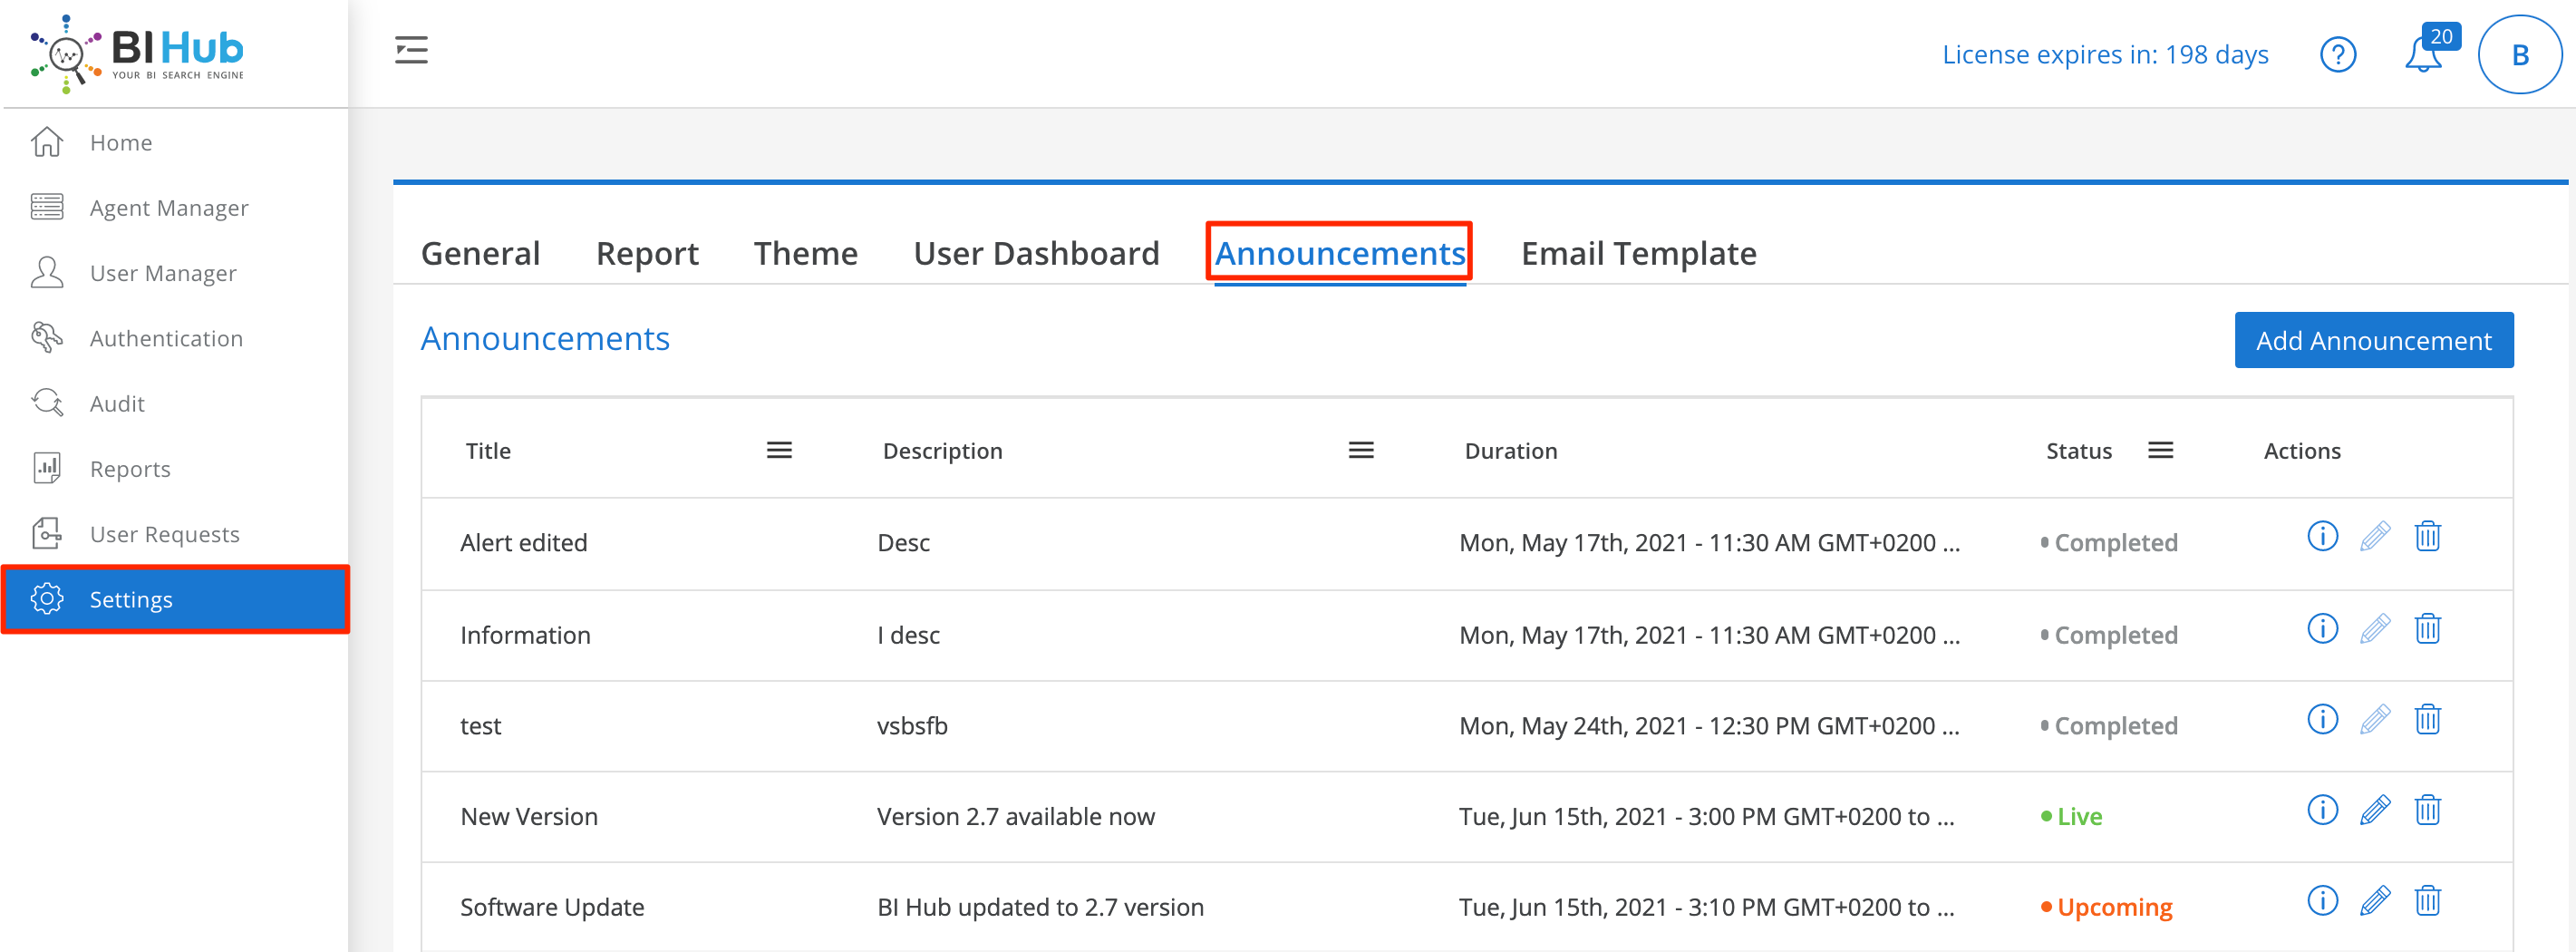 BI Hub
YOUR BI SEARCH ENGINE
License expires in: 198 days
?
20
B
Home
Agent Manager
User Manager
Authentication
Audit
Reports
User Requests
Settings
General Report Theme User Dashboard Announcements Email Template
Announcements
Add Announcement
Title Description Duration Status Actions
Alert edited Desc Mon, May 17th, 2021 - 11:30 AM GMT+0200 ... Completed
Information I desc Mon, May 17th, 2021 - 11:30 AM GMT+0200 ... Completed
test vsbsfb Mon, May 24th, 2021 - 12:30 PM GMT+0200 ... Completed
New Version Version 2.7 available now Tue, Jun 15th, 2021 - 3:00 PM GMT+0200 to ... Live
Software Update BI Hub updated to 2.7 version Tue, Jun 15th, 2021 - 3:10 PM GMT+0200 to ... Upcoming